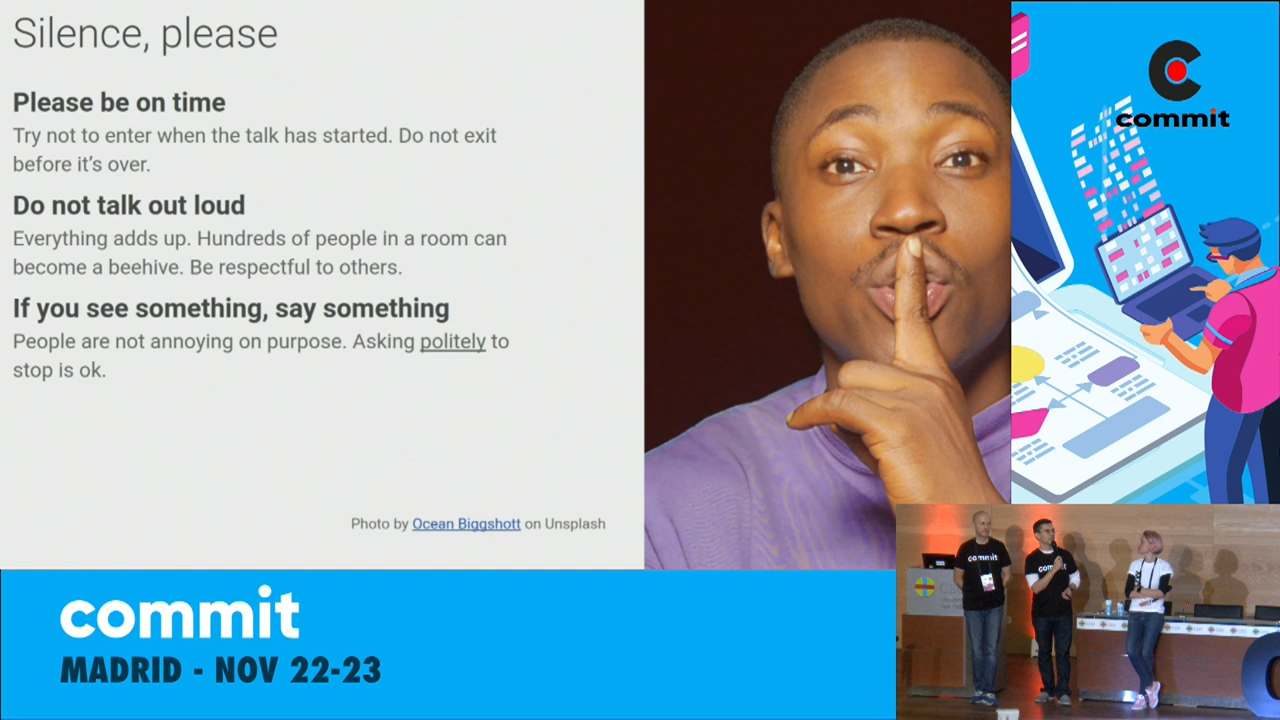 Silence, please
Please be on time
Try not to enter when the talk has started. Do not exit
before it's over.
Do not talk out loud
Everything adds up. Hundreds of people in a room can
become a beehive. Be respectful to others.
If you see something, say something
People are not annoying on purpose. Asking politely to
stop is ok.
Photo by Ocean Biggshott on Unsplash
commit
commit
MADRID - NOV 22-23
commit
commit